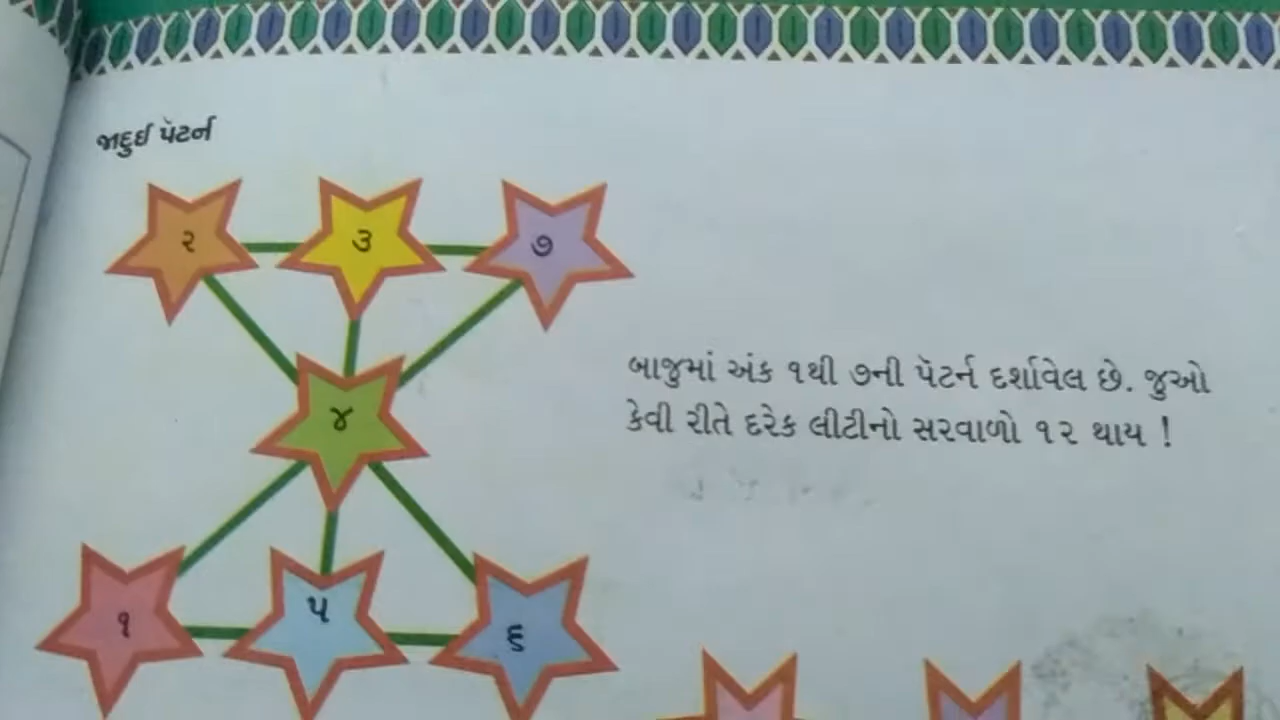 જાદુઈ પૅટર્ન
૨ ૩ ૭
૪
૧ ૫ ૬
બાજુમાં અંક ૧થી ૭ની પૅટર્ન દર્શાવેલ છે. જુઓ
કેવી રીતે દરેક લીટીનો સરવાળો ૧૨ થાય !